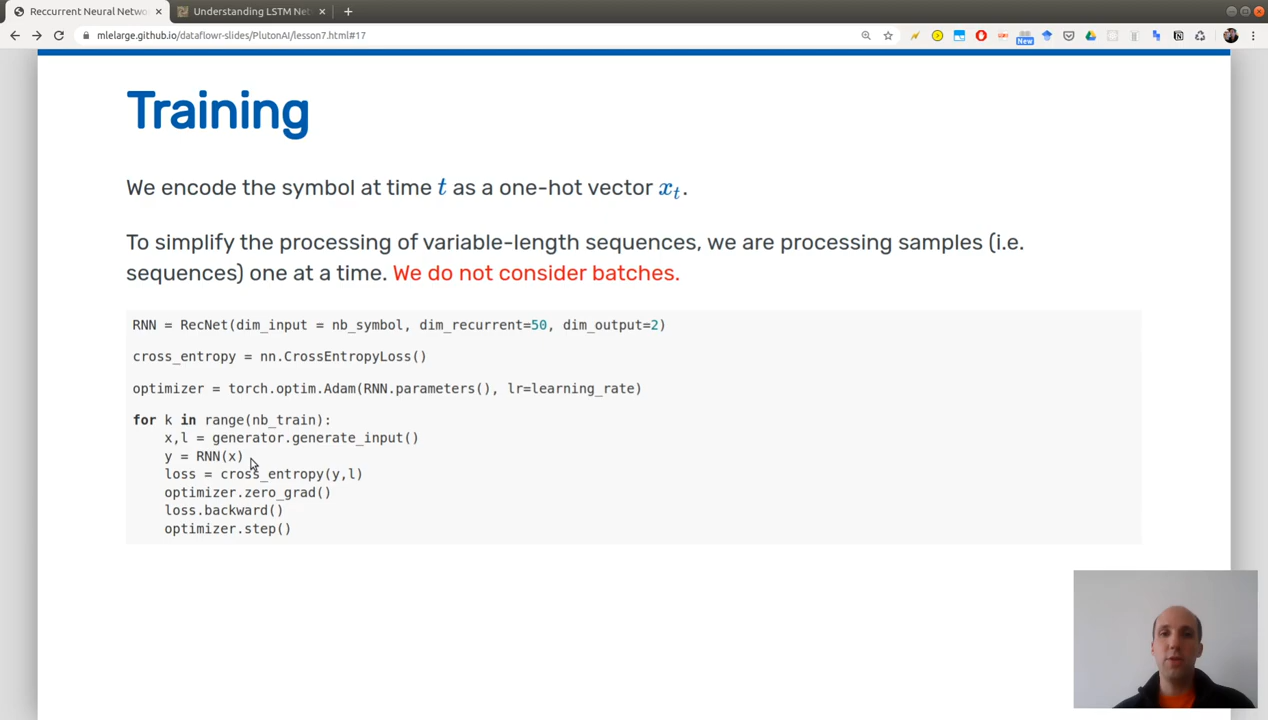 Reccurrent Neural Netwo
Understanding LSTM Net
mlelarge.github.io/dataflowr-slides/PlutonAI/lesson7.html#17
New
Training
We encode the symbol at time t as a one-hot vector xₜ.
To simplify the processing of variable-length sequences, we are processing samples (i.e.
sequences) one at a time. We do not consider batches.
RNN = RecNet(dim_input = nb_symbol, dim_recurrent=50, dim_output=2)
cross_entropy = nn.CrossEntropyLoss()
optimizer = torch.optim.Adam(RNN.parameters(), lr=learning_rate)
for k in range(nb_train):
    x,l = generator.generate_input()
    y = RNN(x)
    loss = cross_entropy(y,l)
    optimizer.zero_grad()
    loss.backward()
    optimizer.step()